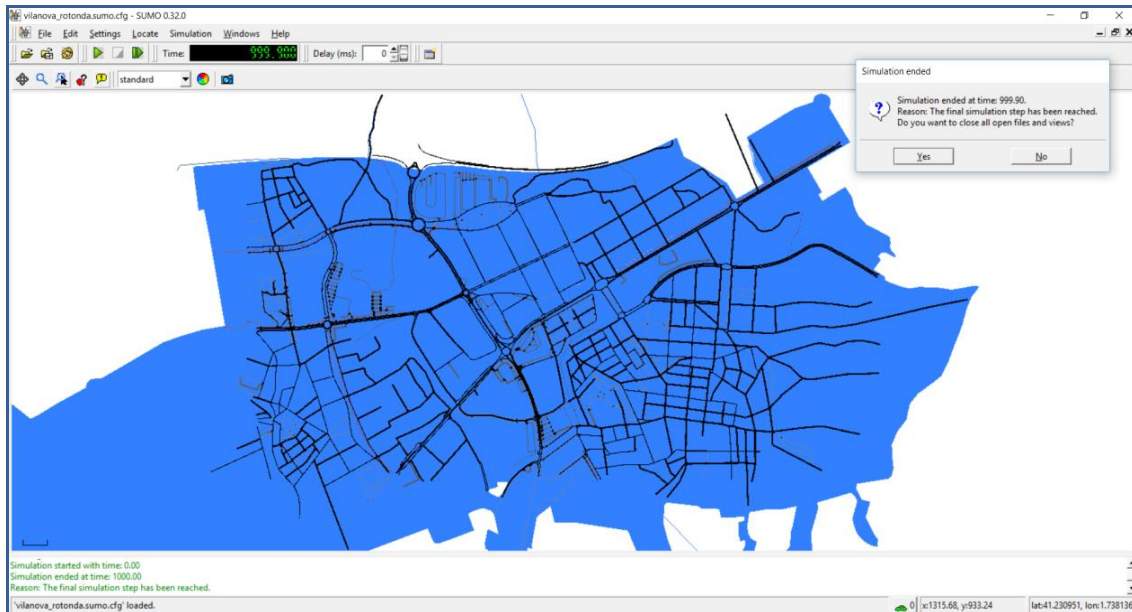 vilanova_rotonda.sumo.cfg - SUMO 0.32.0
File Edit Settings Locate Simulation Windows Help
Time: 999.900 Delay (ms): 0
standard
Simulation ended
Simulation ended at time: 999.90.
Reason: The final simulation step has been reached.
Do you want to close all open files and views?
Yes No
Simulation started with time: 0.00
Simulation ended at time: 1000.00
Reason: The final simulation step has been reached.
'vilanova_rotonda.sumo.cfg' loaded.
0 x:1315.68, y:933.24 lat:41.230951, lon:1.738136